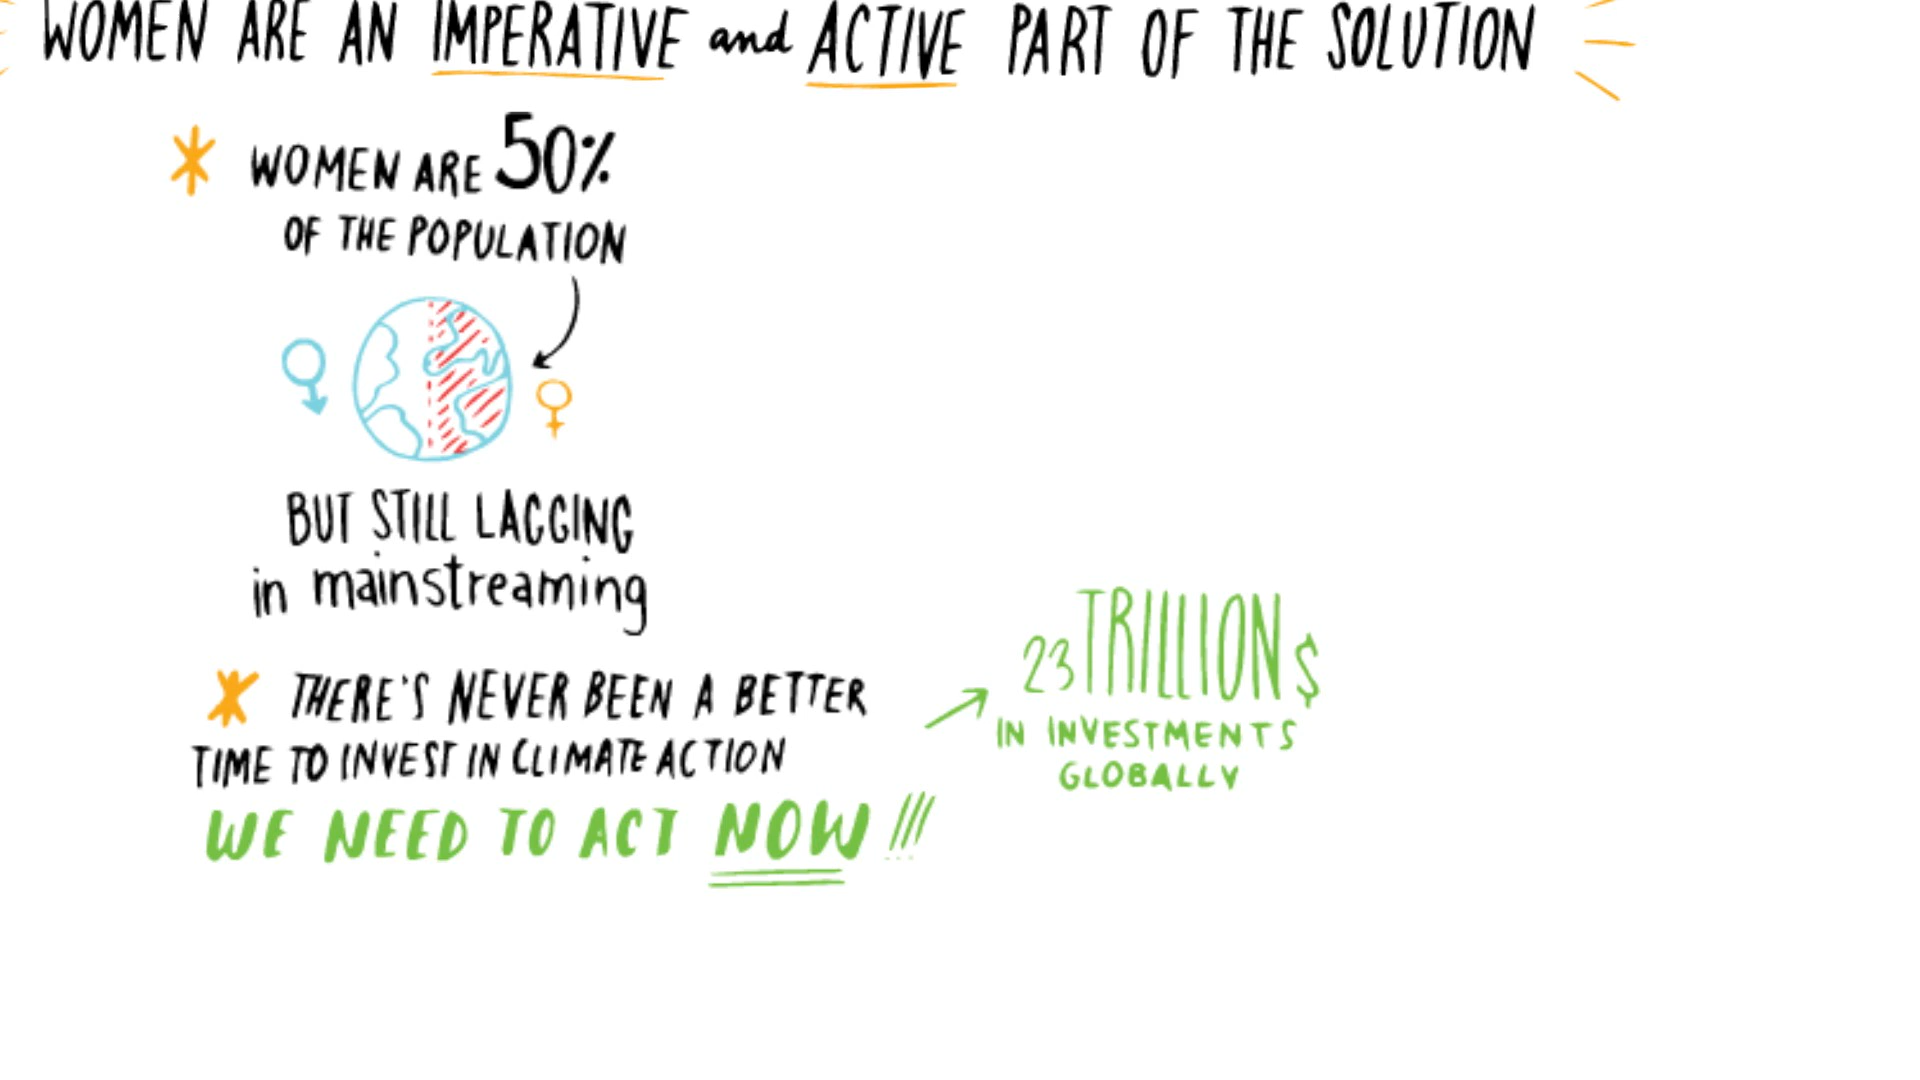 WOMEN ARE AN IMPERATIVE and ACTIVE PART OF THE SOLUTION
WOMEN ARE 50%
OF THE POPULATION
BUT STILL LAGGING
in mainstreaming
THERE'S NEVER BEEN A BETTER
TIME TO INVEST IN CLIMATE ACTION
WE NEED TO ACT NOW !!!
23 TRILLION $
IN INVESTMENTS
GLOBALLY